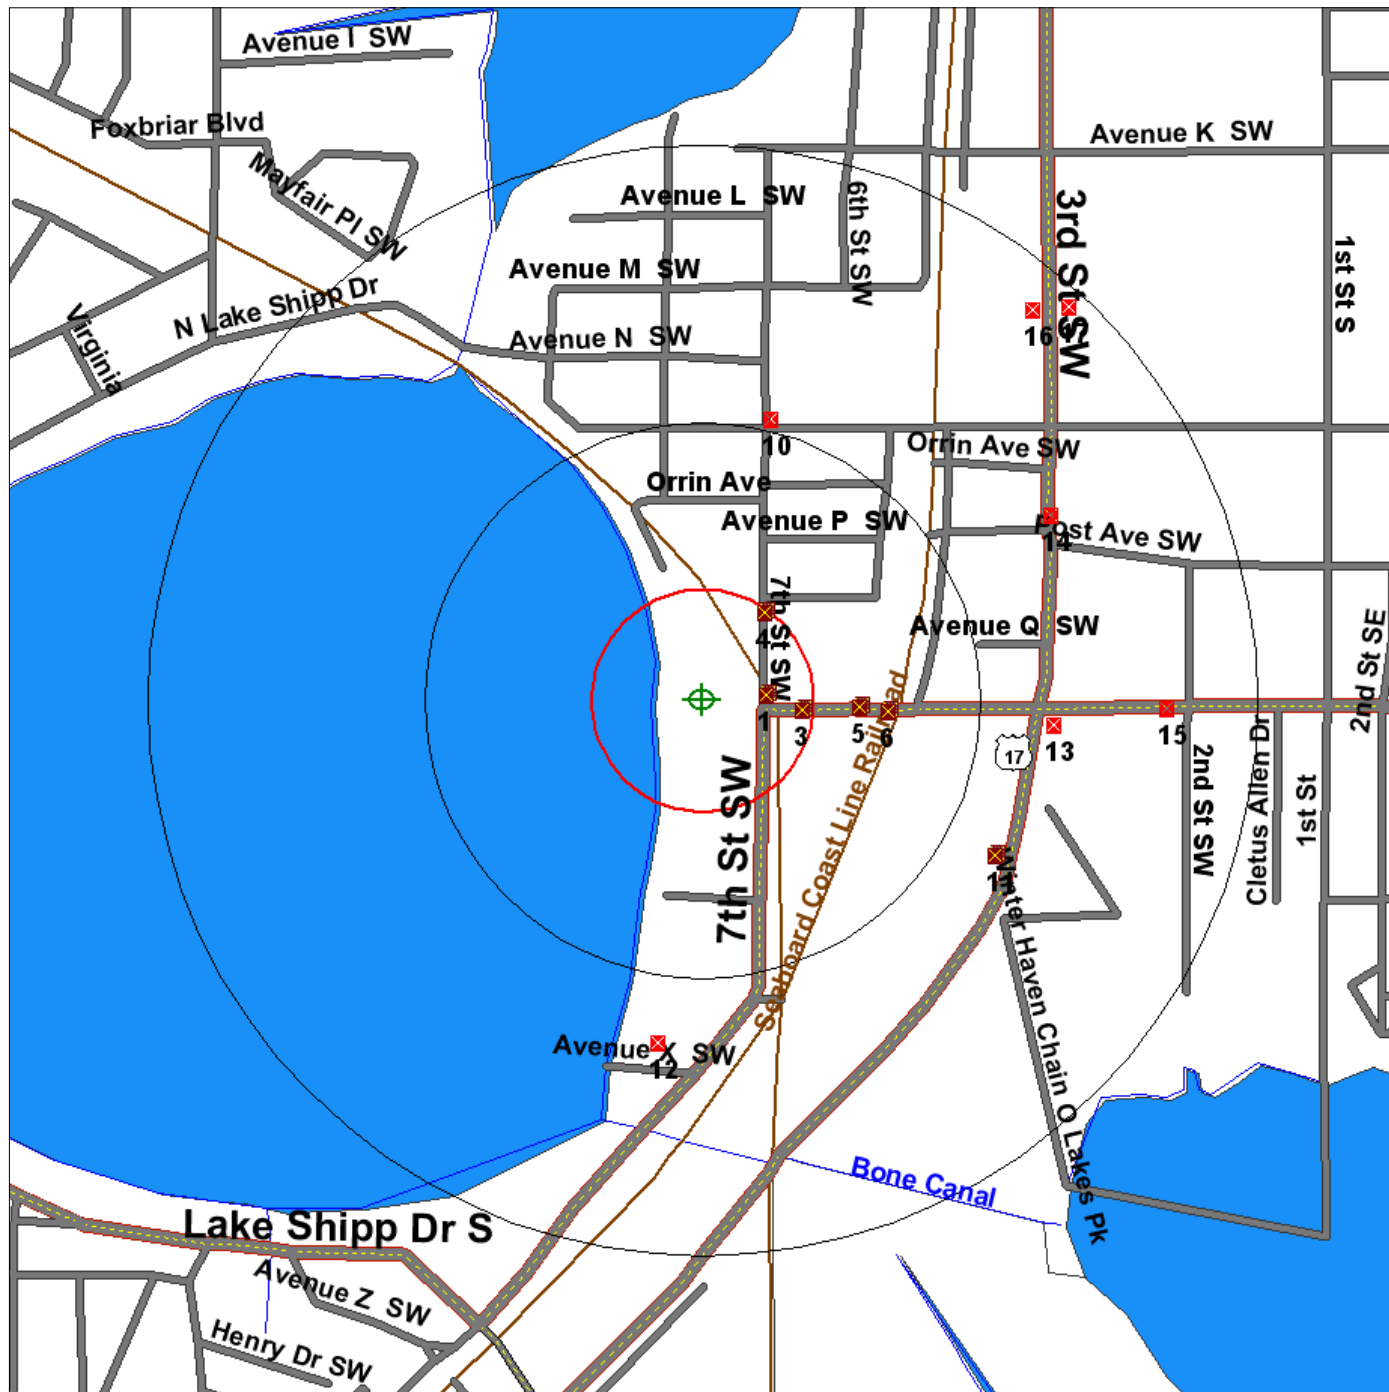 Avenue I SW
Foxbriar Blvd
Avenue K SW
Mayfair Pl SW
Avenue L SW
6th St SW
3rd St SW
1st St S
Avenue M SW
N Lake Shipp Dr
Virginia
Avenue N SW
16
10
Orrin Ave SW
Orrin Ave
Avenue P SW
Post Ave SW
14
7th St SW
4
Avenue Q SW
2nd St SE
1
3
5
6
13
15
17
Seaboard Coast Line Railroad
7th St SW
2nd St SW
Cletus Allen Dr
1st St
11
Winter Haven Chain O Lakes Pk
Avenue X SW
12
Bone Canal
Lake Shipp Dr S
Avenue Z SW
Henry Dr SW